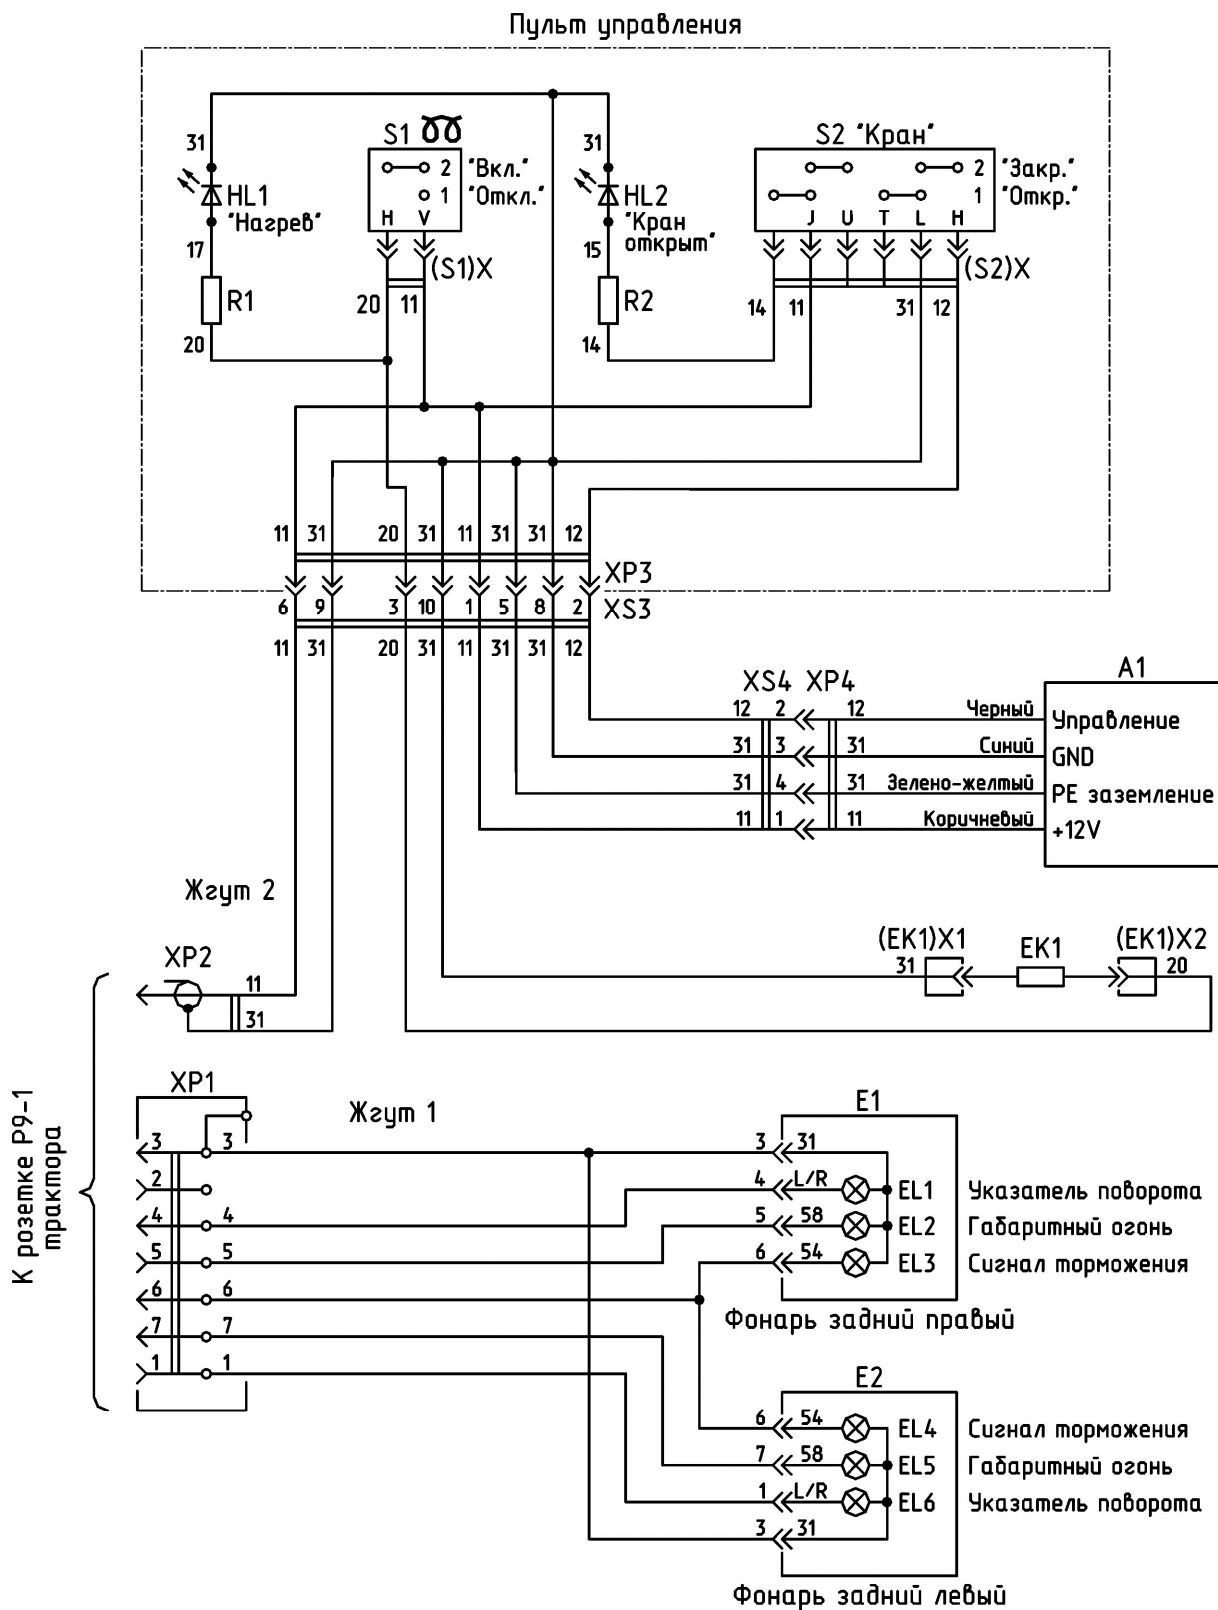 Пульт управления
31
S1
31
S2 "Кран"
2 "Вкл."
1 "Откл."
H V
HL1
"Нагрев"
HL2
"Кран
открыт"
2 "Закр."
1 "Откр."
J U T L H
17
15
(S1)X
(S2)X
R1
20 11
R2
14 11 31 12
20
14
11 31 20 31 11 31 31 12
XP3
6 9 3 10 1 5 8 2 XS3
11 31 20 31 11 31 31 12
XS4 XP4
A1
12 2 12 Черный Управление
31 3 31 Синий GND
31 4 31 Зелено-желтый PE заземление
11 1 11 Коричневый +12V
Жгут 2
XP2
11
31
(EK1)X1 EK1 (EK1)X2
31 20
К розетке Р9-1
трактора
XP1
Жгут 1
E1
3 3 3 31
2 4 L/R EL1 Указатель поворота
4 4 5 58 EL2 Габаритный огонь
5 5 6 54 EL3 Сигнал торможения
6 6
Фонарь задний правый
7 7
1 1
E2
6 54 EL4 Сигнал торможения
7 58 EL5 Габаритный огонь
1 L/R EL6 Указатель поворота
3 31
Фонарь задний левый